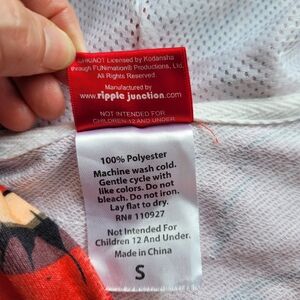 Licensed by Kodansha
through FUNimation® Productions, Ltd.
All Rights Reserved
Manufactured by
www.ripple junction.com
NOT INTENDED FOR
CHILDREN 12 AND UNDER
100% Polyester
Machine wash cold.
Gentle cycle with
like colors. Do not
bleach. Do not iron.
Lay flat to dry.
RN# 110927
Not Intended For
Children 12 And Under.
Made in China
S